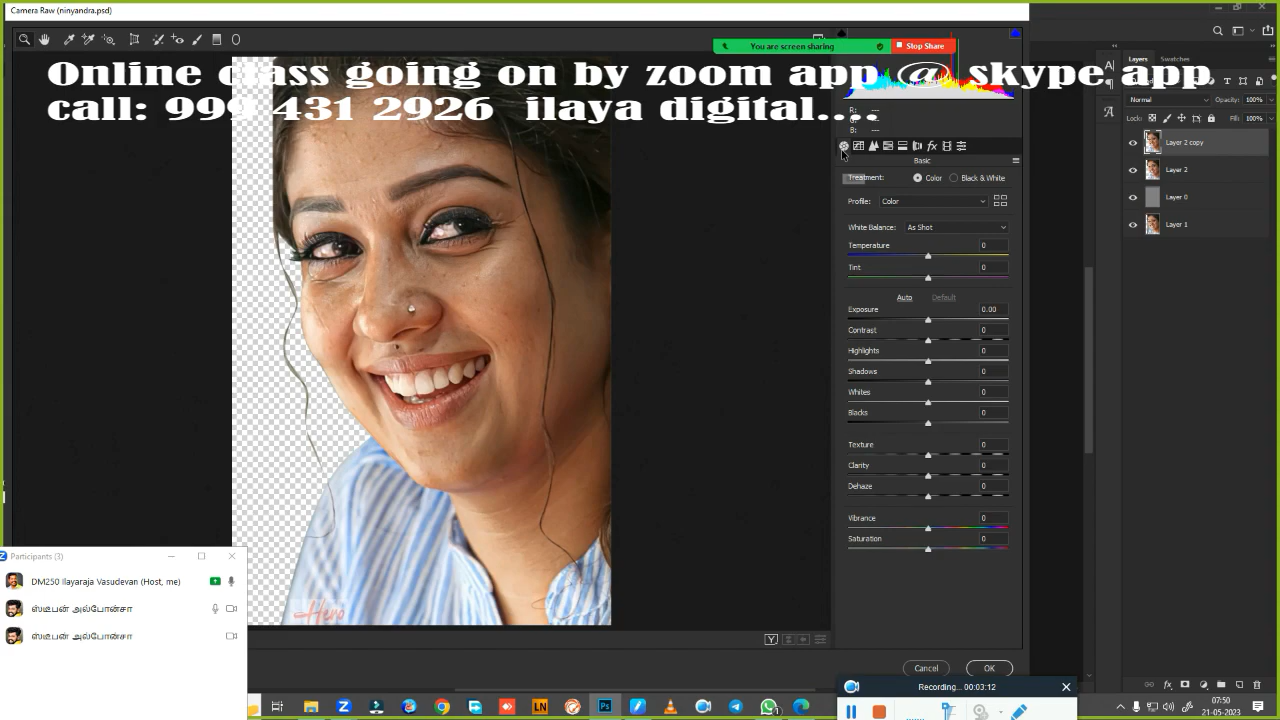 Camera Raw (ninyandra.psd)
You are screen sharing
Stop Share
Online class going on by zoom app @ skype app
call: 999 431 2926 ilaya digital....
R: ---
G: ---
B: ---
Basic
Treatment: Color Black & White
Profile: Color
White Balance: As Shot
Temperature 0
Tint 0
Auto Default
Exposure 0.00
Contrast 0
Highlights 0
Shadows 0
Whites 0
Blacks 0
Texture 0
Clarity 0
Dehaze 0
Vibrance 0
Saturation 0
Cancel OK
Layers Swatches
Normal Opacity: 100%
Lock: Fill: 100%
Layer 2 copy
Layer 2
Layer 0
Layer 1
Hero
Participants (3)
DM250 Ilayaraja Vasudevan (Host, me)
ஸ்டீபன் அல்போன்சா
ஸ்டீபன் அல்போன்சா
Recording... 00:03:12
07:50
21-05-2023